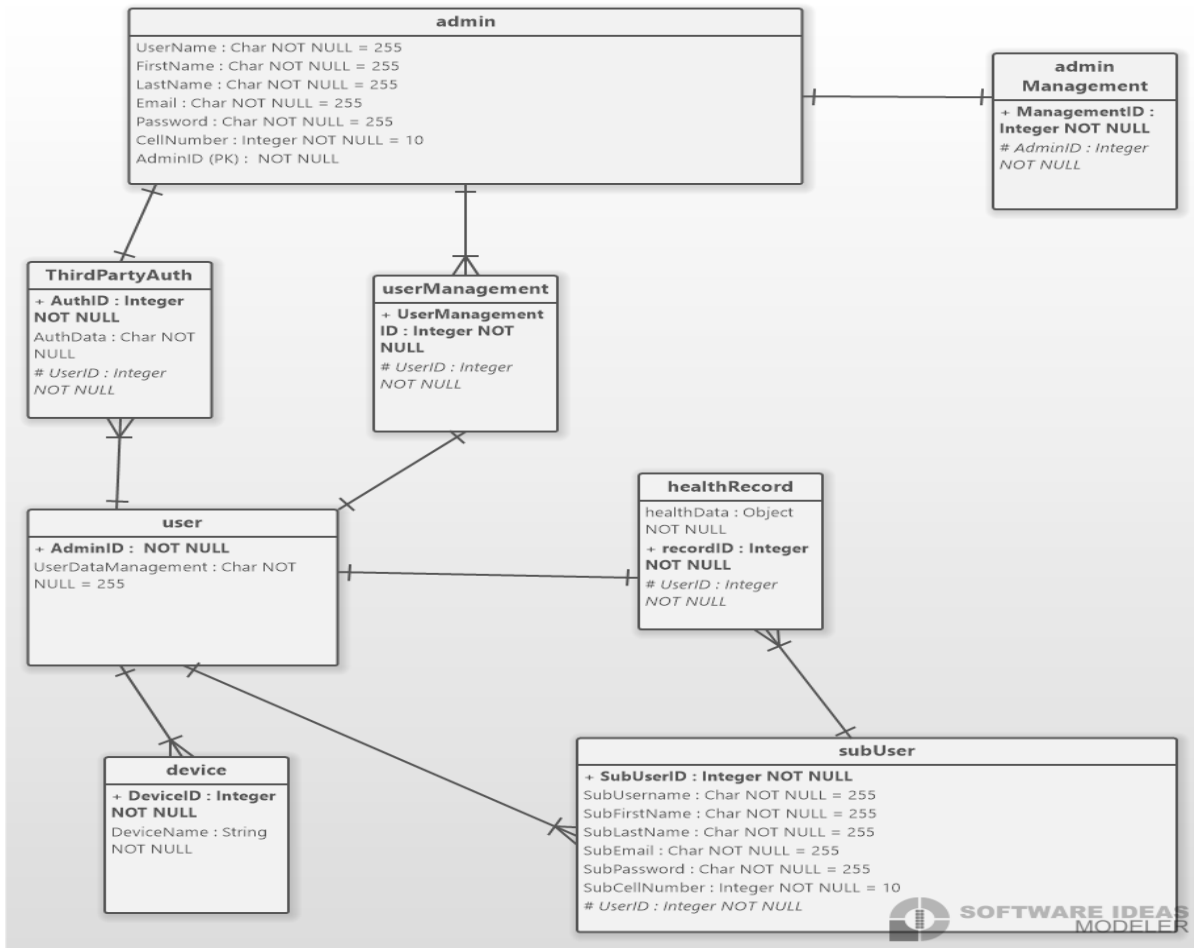 admin
UserName : Char NOT NULL = 255
FirstName : Char NOT NULL = 255
LastName : Char NOT NULL = 255
Email : Char NOT NULL = 255
Password : Char NOT NULL = 255
CellNumber : Integer NOT NULL = 10
AdminID (PK) :  NOT NULL
admin
Management
+ ManagementID :
Integer NOT NULL
# AdminID : Integer
NOT NULL
ThirdPartyAuth
+ AuthID : Integer
NOT NULL
AuthData : Char NOT
NULL
# UserID : Integer
NOT NULL
userManagement
+ UserManagement
ID : Integer NOT
NULL
# UserID : Integer
NOT NULL
healthRecord
healthData : Object
NOT NULL
+ recordID : Integer
NOT NULL
# UserID : Integer
NOT NULL
user
+ AdminID :  NOT NULL
UserDataManagement : Char NOT
NULL = 255
device
+ DeviceID : Integer
NOT NULL
DeviceName : String
NOT NULL
subUser
+ SubUserID : Integer NOT NULL
SubUsername : Char NOT NULL = 255
SubFirstName : Char NOT NULL = 255
SubLastName : Char NOT NULL = 255
SubEmail : Char NOT NULL = 255
SubPassword : Char NOT NULL = 255
SubCellNumber : Integer NOT NULL = 10
# UserID : Integer NOT NULL
SOFTWARE IDEAS
MODELER